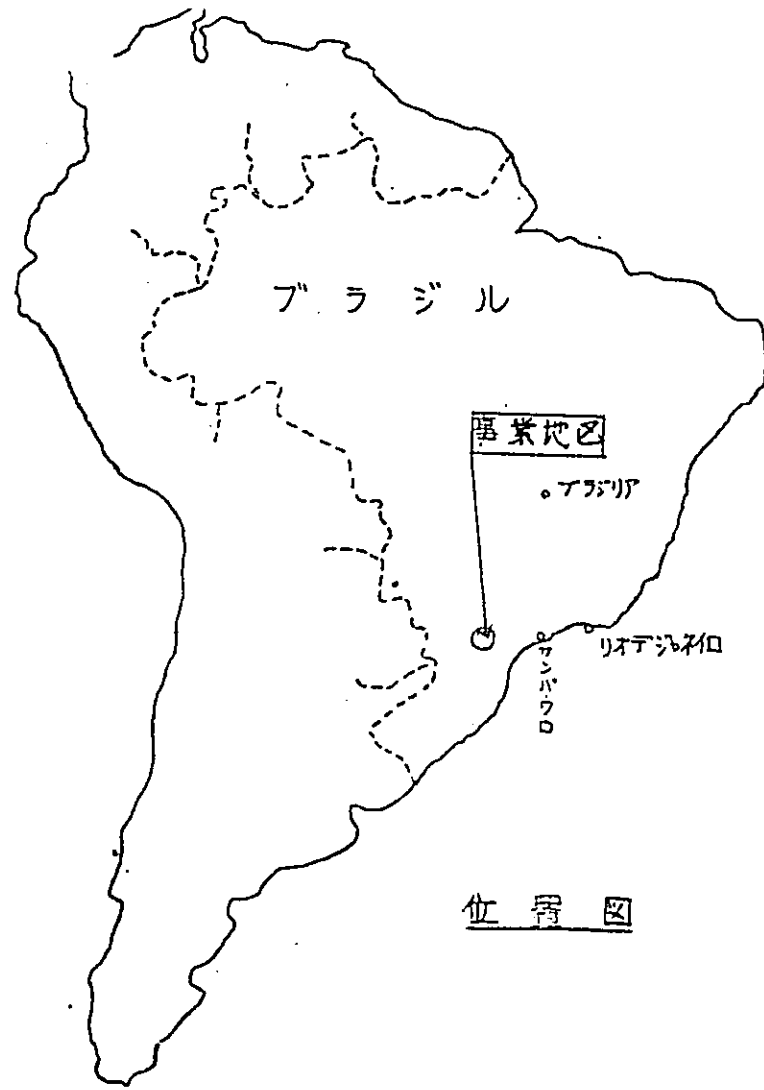 ブラジル
事業地区
ブラジリア
リオデジャネイロ
サンパウロ
位置図